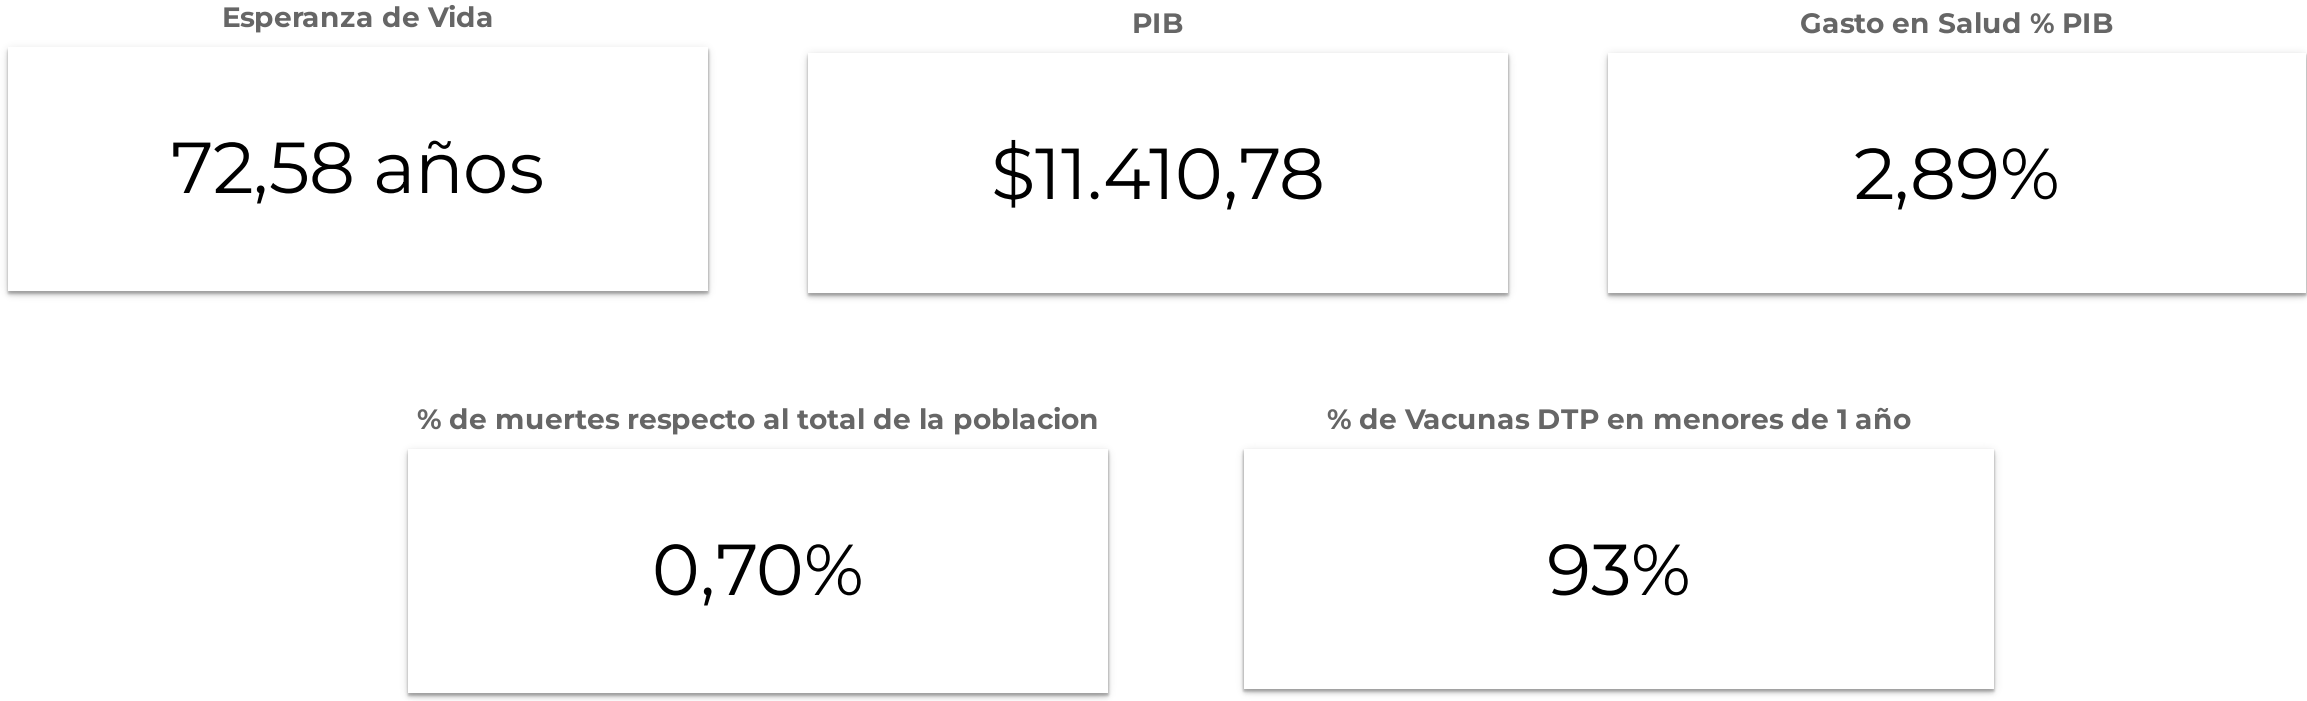 Esperanza de Vida
72,58 años
PIB
$11.410,78
Gasto en Salud % PIB
2,89%
% de muertes respecto al total de la poblacion
0,70%
% de Vacunas DTP en menores de 1 año
93%